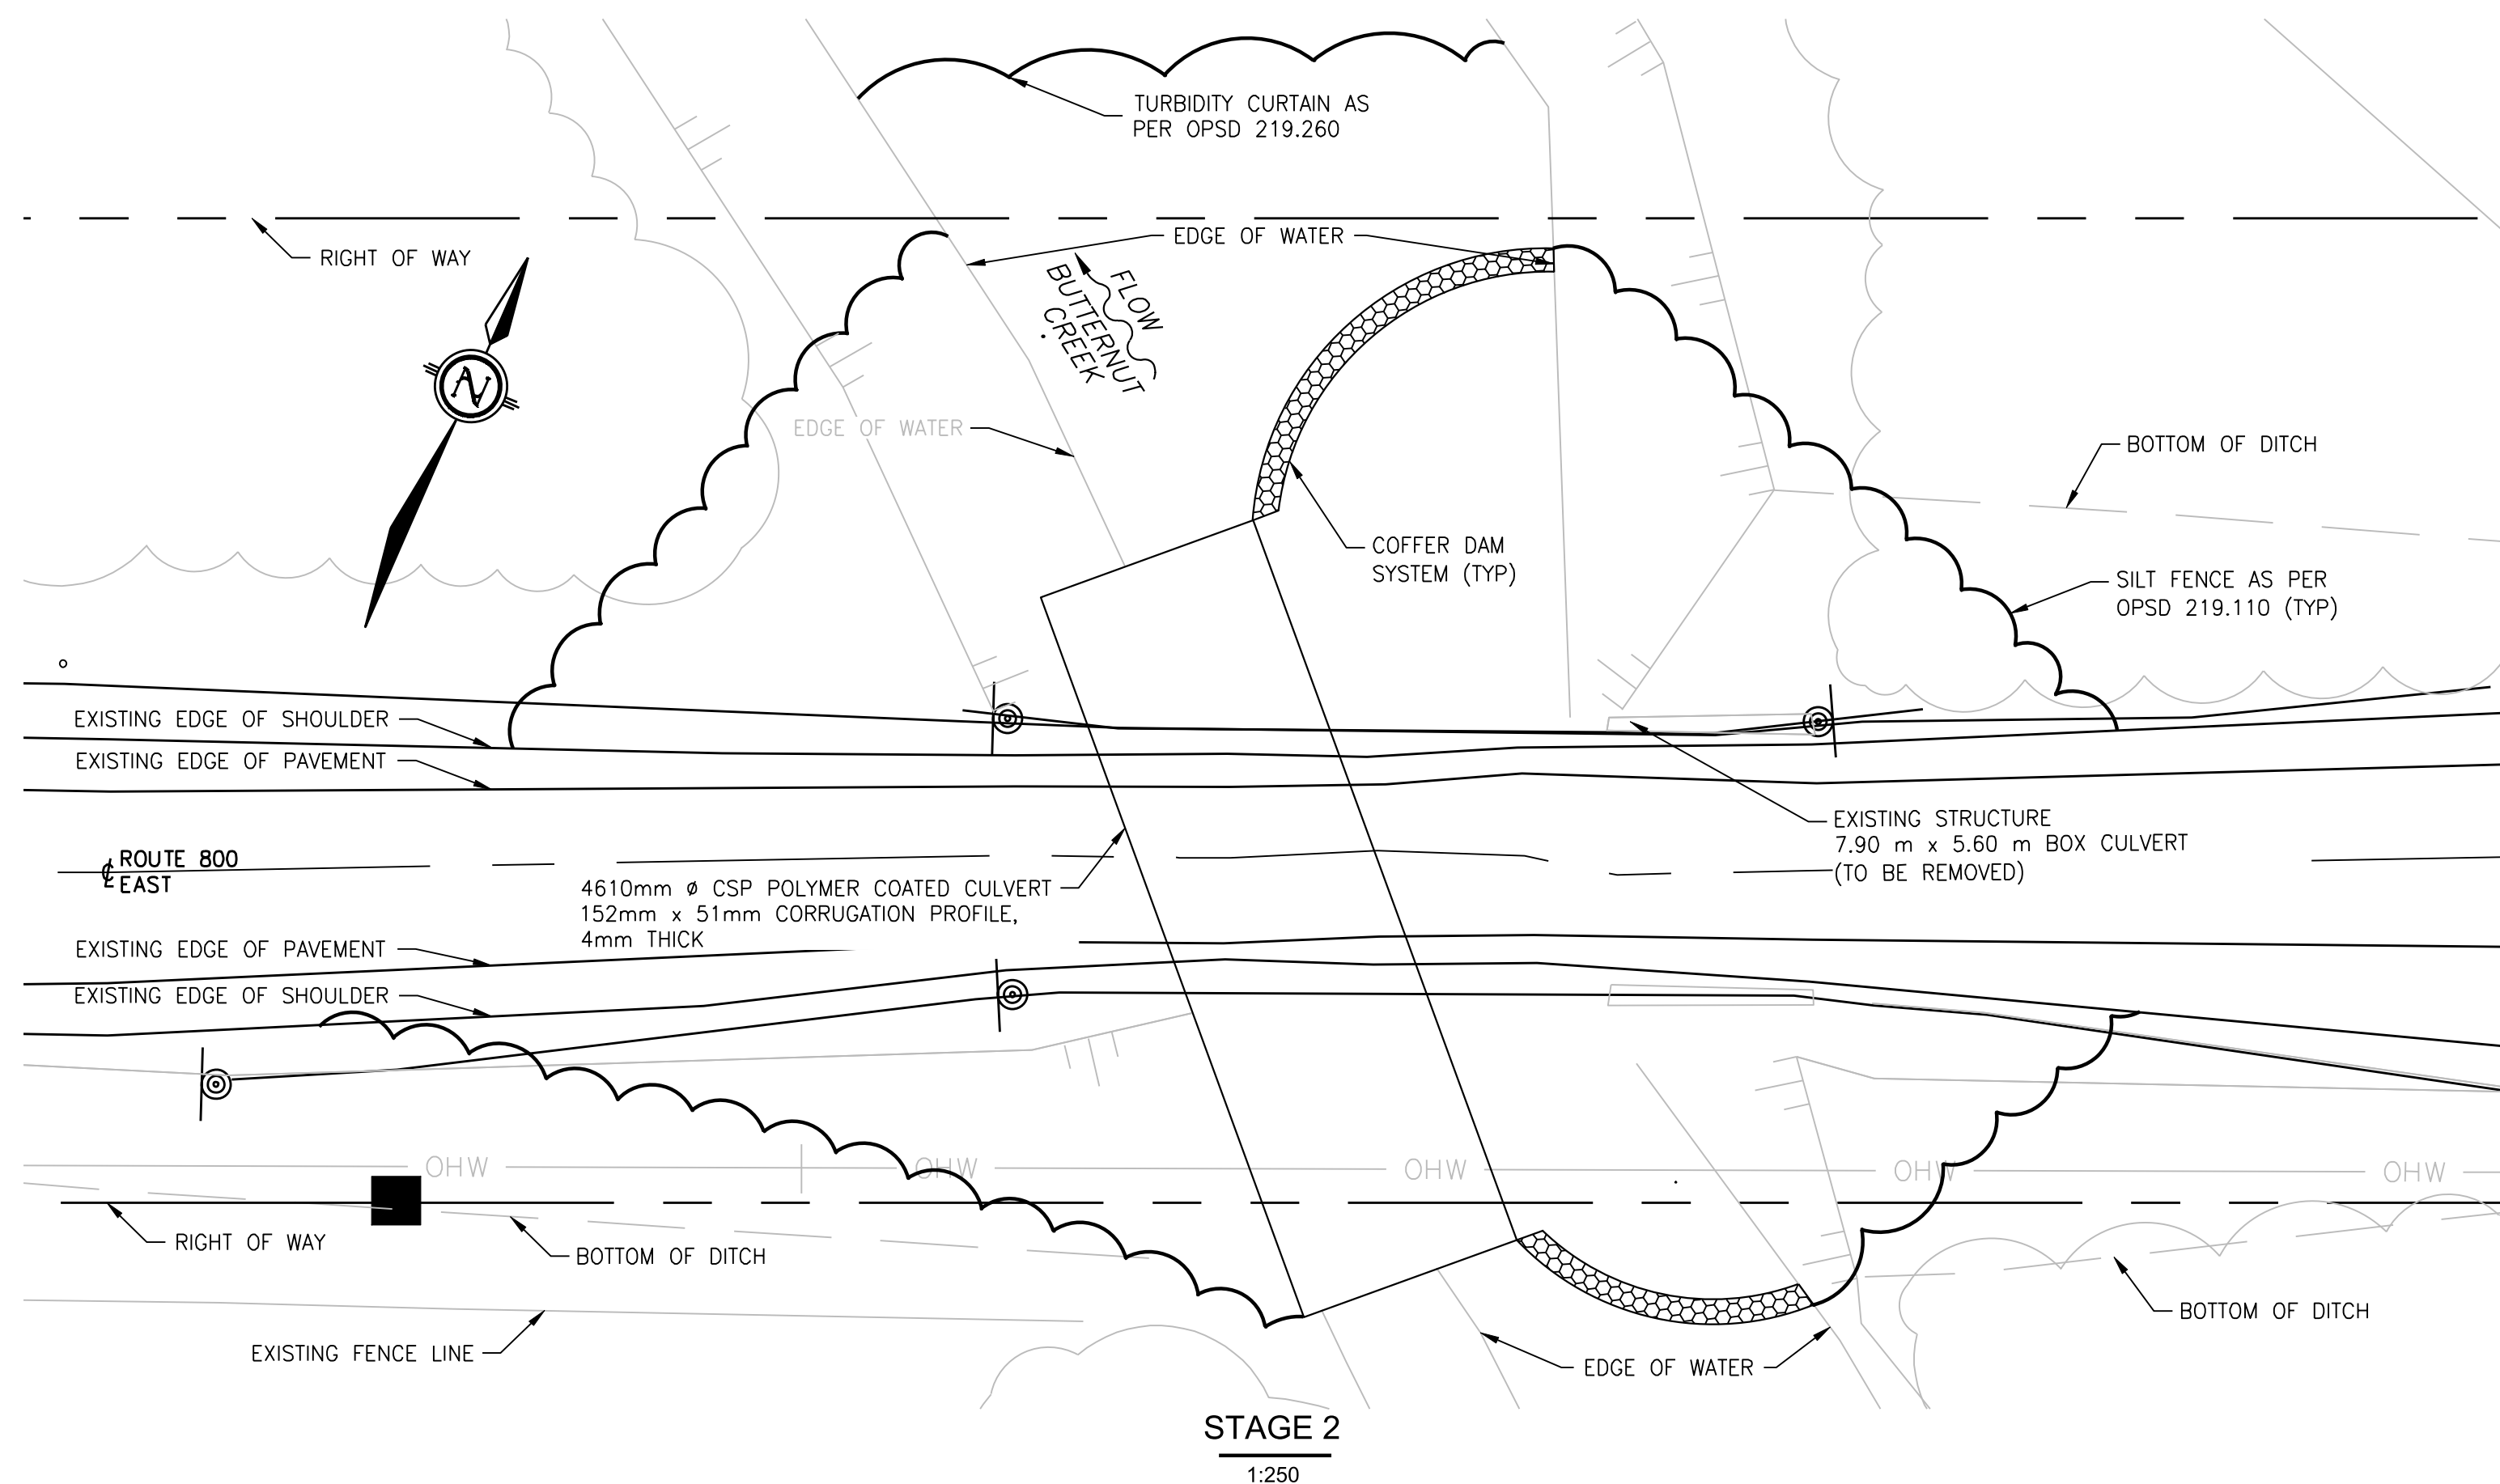 TURBIDITY CURTAIN AS
PER OPSD 219.260
RIGHT OF WAY
EDGE OF WATER
FLOW
BUTTERNUT
CREEK
N
EDGE OF WATER
BOTTOM OF DITCH
COFFER DAM
SYSTEM (TYP)
SILT FENCE AS PER
OPSD 219.110 (TYP)
EXISTING EDGE OF SHOULDER
EXISTING EDGE OF PAVEMENT
EXISTING STRUCTURE
7.90 m x 5.60 m BOX CULVERT
(TO BE REMOVED)
℄ ROUTE 800
EAST
4610mm ø CSP POLYMER COATED CULVERT
152mm x 51mm CORRUGATION PROFILE,
4mm THICK
EXISTING EDGE OF PAVEMENT
EXISTING EDGE OF SHOULDER
OHW OHW OHW OHW OHW
RIGHT OF WAY
BOTTOM OF DITCH
BOTTOM OF DITCH
EXISTING FENCE LINE
EDGE OF WATER
STAGE 2
1:250